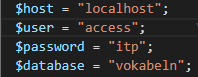 $host = "localhost";
$user = "access";
$password = "itp";
$database = "vokabeln";